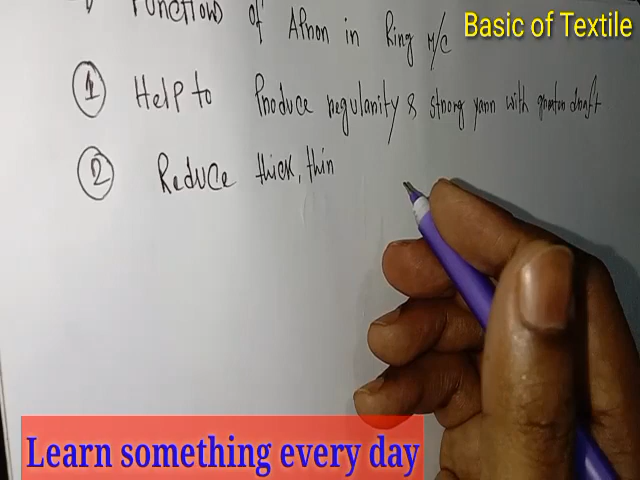 Basic of Textile
Functions of Apron in Ring M/C
1 Help to Produce regularity & strong yarn with greater draft
2 Reduce thick, thin
Learn something every day